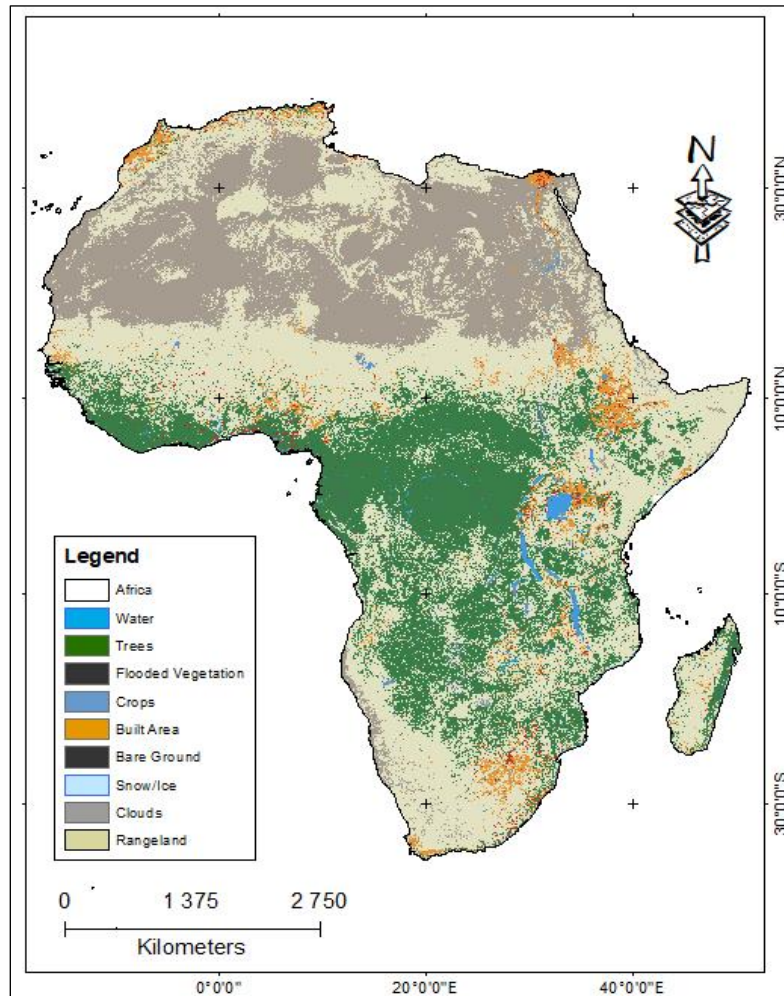 N
30°0'0"N
10°0'0"N
10°0'0"S
30°0'0"S
Legend
Africa
Water
Trees
Flooded Vegetation
Crops
Built Area
Bare Ground
Snow/Ice
Clouds
Rangeland
0 1 375 2 750
Kilometers
0°0'0" 20°0'0"E 40°0'0"E